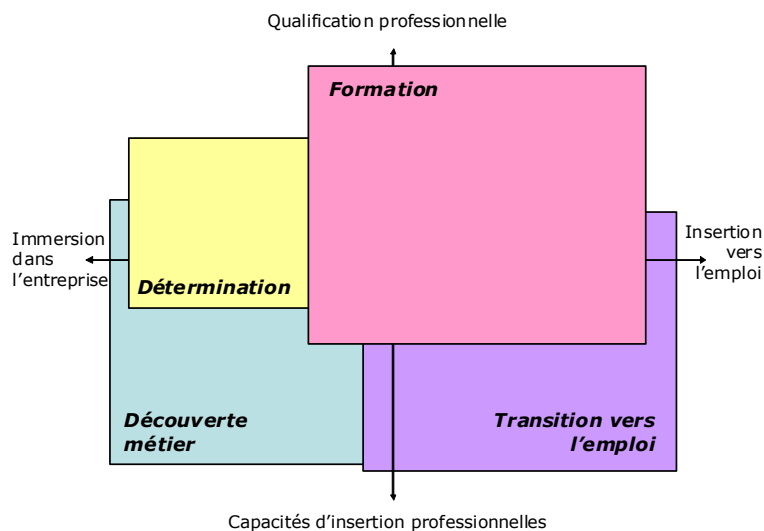 Qualification professionnelle
Formation
Immersion
dans
l’entreprise
Insertion
vers
l’emploi
Détermination
Découverte
métier
Transition vers
l’emploi
Capacités d’insertion professionnelles